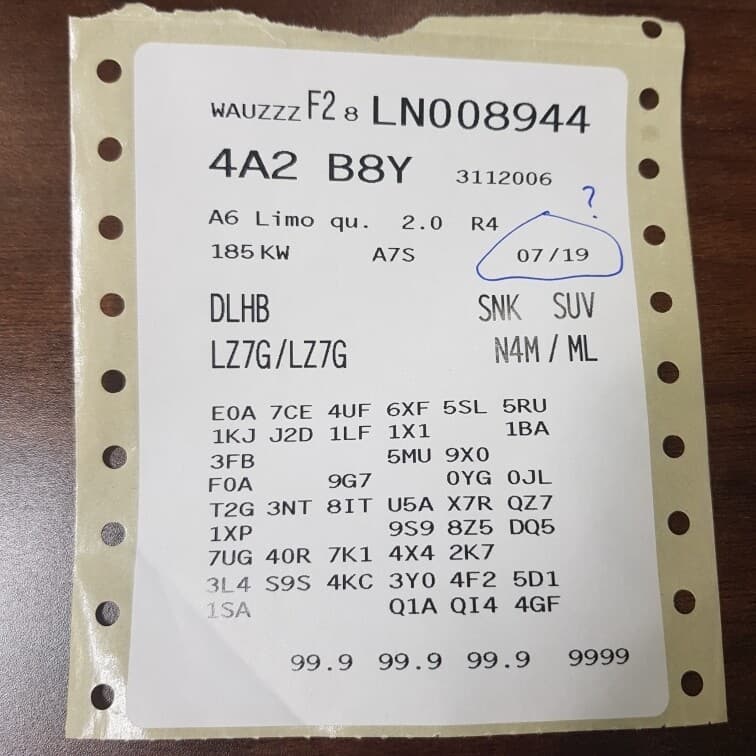 WAUZZZ F2 8 LN008944
4A2 B8Y 3112006
?
A6 Limo qu. 2.0 R4
185 KW A7S 07/19
DLHB SNK SUV
LZ7G/LZ7G N4M / ML
E0A 7CE 4UF 6XF 5SL 5RU
1KJ J2D 1LF 1X1 1BA
3FB 5MU 9X0
F0A 9G7 0YG 0JL
T2G 3NT 8IT U5A X7R QZ7
1XP 9S9 8Z5 DQ5
7UG 40R 7K1 4X4 2K7
3L4 S9S 4KC 3Y0 4F2 5D1
1SA Q1A QI4 4GF
99.9 99.9 99.9 9999